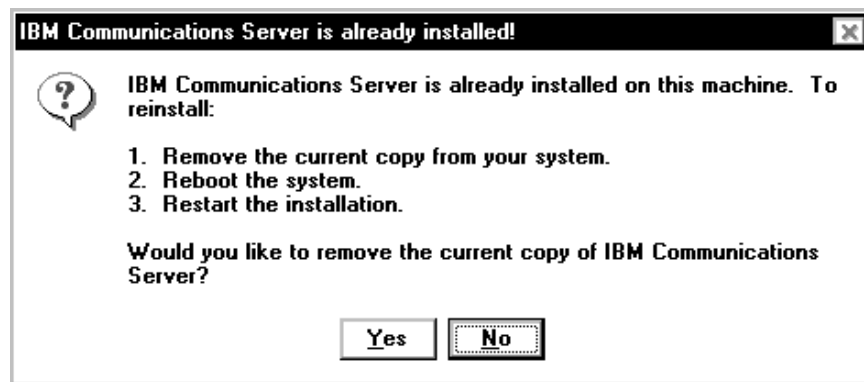 IBM Communications Server is already installed!
IBM Communications Server is already installed on this machine.  To
reinstall:
1.  Remove the current copy from your system.
2.  Reboot the system.
3.  Restart the installation.
Would you like to remove the current copy of IBM Communications
Server?
Yes No